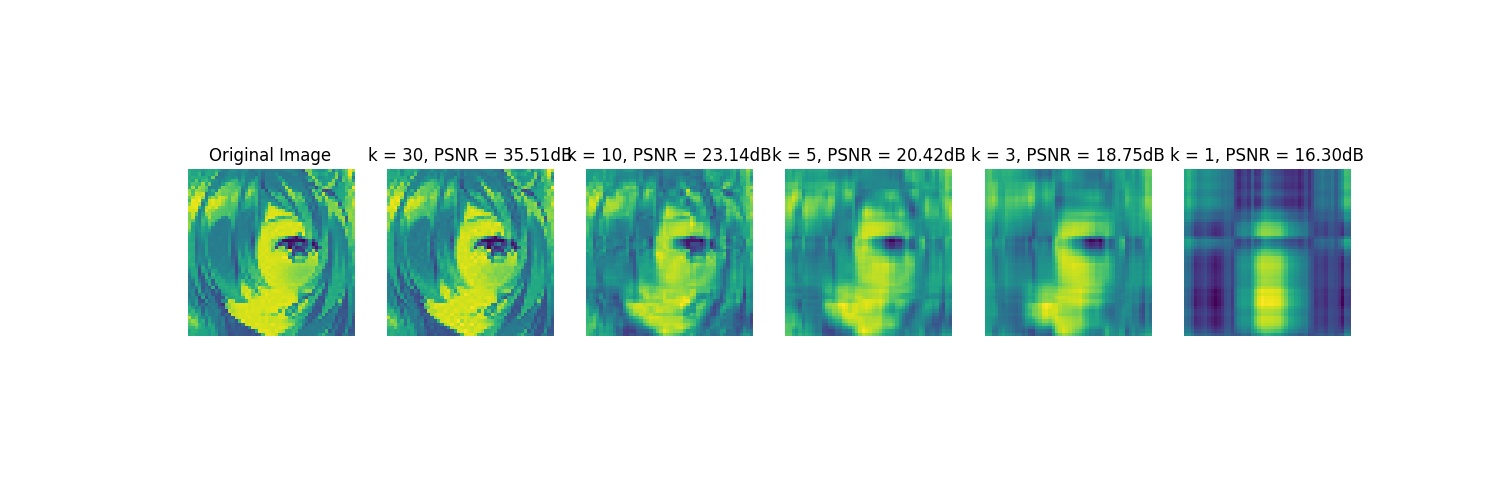 Original Image
k = 30, PSNR = 35.51dB
k = 10, PSNR = 23.14dB
k = 5, PSNR = 20.42dB
k = 3, PSNR = 18.75dB
k = 1, PSNR = 16.30dB